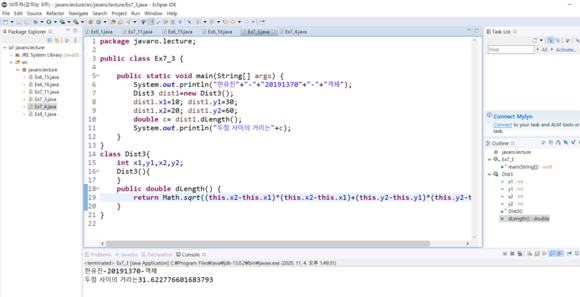 10주차(강의는 9주) - javaro.lecture/src/javaro/lecture/Ex7_3.java - Eclipse IDE
File Edit Source Refactor Navigate Search Project Run Window Help
Package Explorer
javaro.lecture
JRE System Library
src
javaro.lecture
Ex6_15.java
Ex6_16.java
Ex7_11.java
Ex7_3.java
Ex7_4.java
Ex9_1.java
Ex9_1.java Ex7_11.java Ex6_15.java Ex6_16.java Ex7_3.java Ex7_4.java
1 package javaro.lecture;
2
3 public class Ex7_3 {
4
5 public static void main(String[] args) {
6 System.out.println("한유진"+"-"+"20191370"+"-"+"객체");
7 Dist3 dist1=new Dist3();
8 dist1.x1=10; dist1.y1=30;
9 dist1.x2=20; dist1.y2=60;
10 double c= dist1.dLength();
11 System.out.println("두점 사이의 거리는"+c);
12 }
13 }
14 class Dist3{
15 int x1,y1,x2,y2;
16 Dist3(){
17 }
18 public double dLength() {
19 return Math.sqrt((this.x2-this.x1)*(this.x2-this.x1)+(this.y2-this.y1)*(this.y2-t
20 }
21 }
22
Task List
Find All Activate...
Connect Mylyn
Connect to your task and ALM tools or
task.
Outline
javaro.lecture
Ex7_3
main(String[]) : void
Dist3
x1 : int
y1 : int
x2 : int
y2 : int
Dist3()
dLength() : double
Problems Javadoc Declaration Console
<terminated> Ex7_3 [Java Application] C:\Program Files\Java\jdk-13.0.2\bin\javaw.exe (2020. 11. 4. 오후 1:49:31)
한유진-20191370-객체
두점 사이의 거리는31.622776601683793